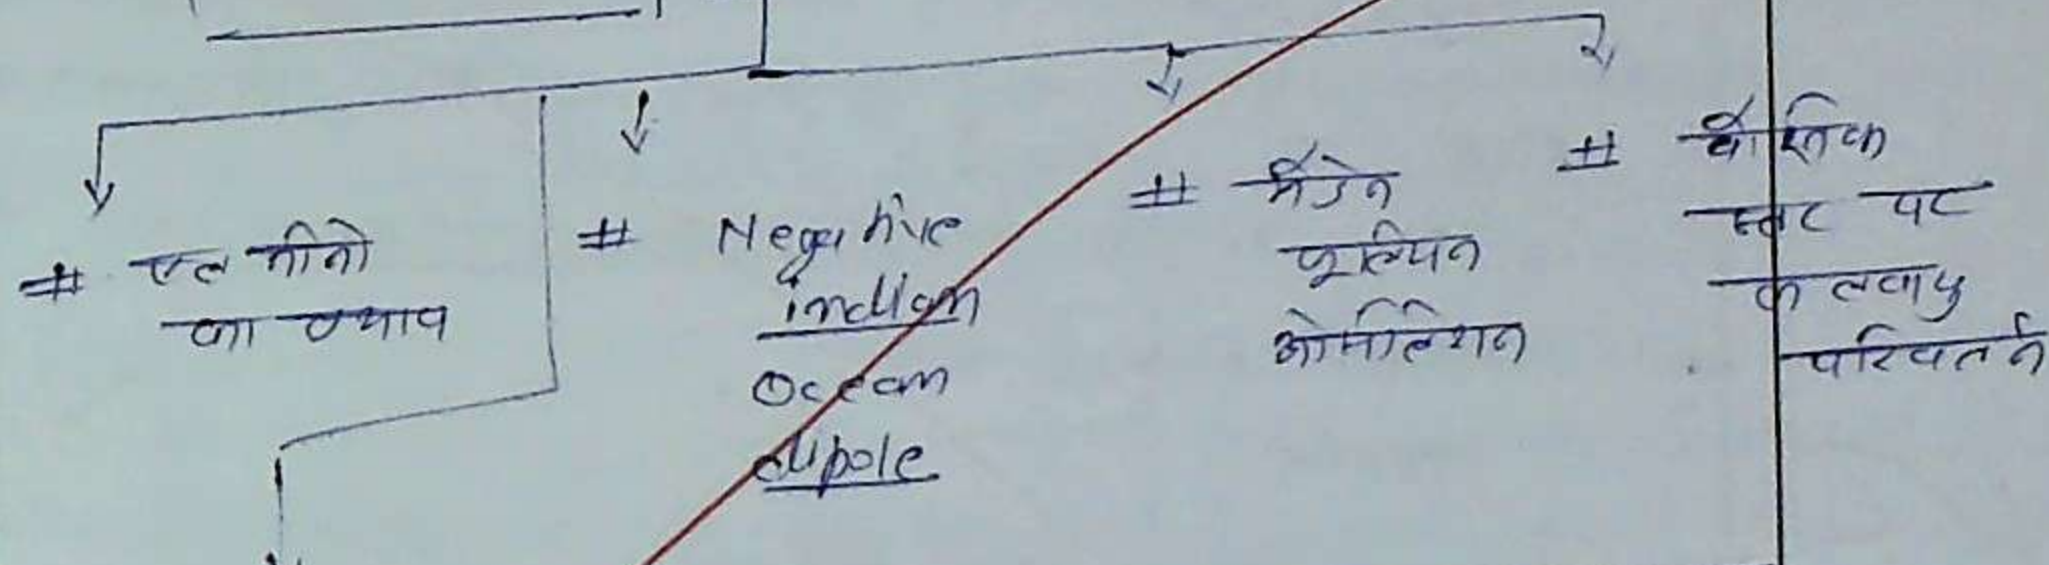 # एल नीनो
का प्रभाव
# Negative
indian
Ocean
dipole
# मैडेन
जूलियन
ओसिलेशन
# वैश्विक
स्तर पर
जलवायु
परिवर्तन